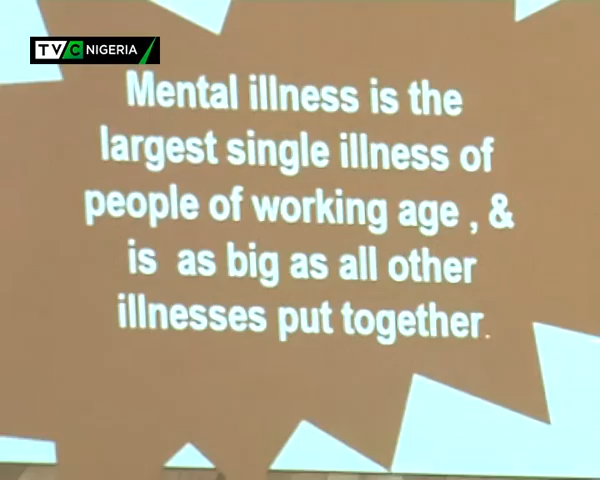 TVC NIGERIA
Mental illness is the
largest single illness of
people of working age , &
is as big as all other
illnesses put together.